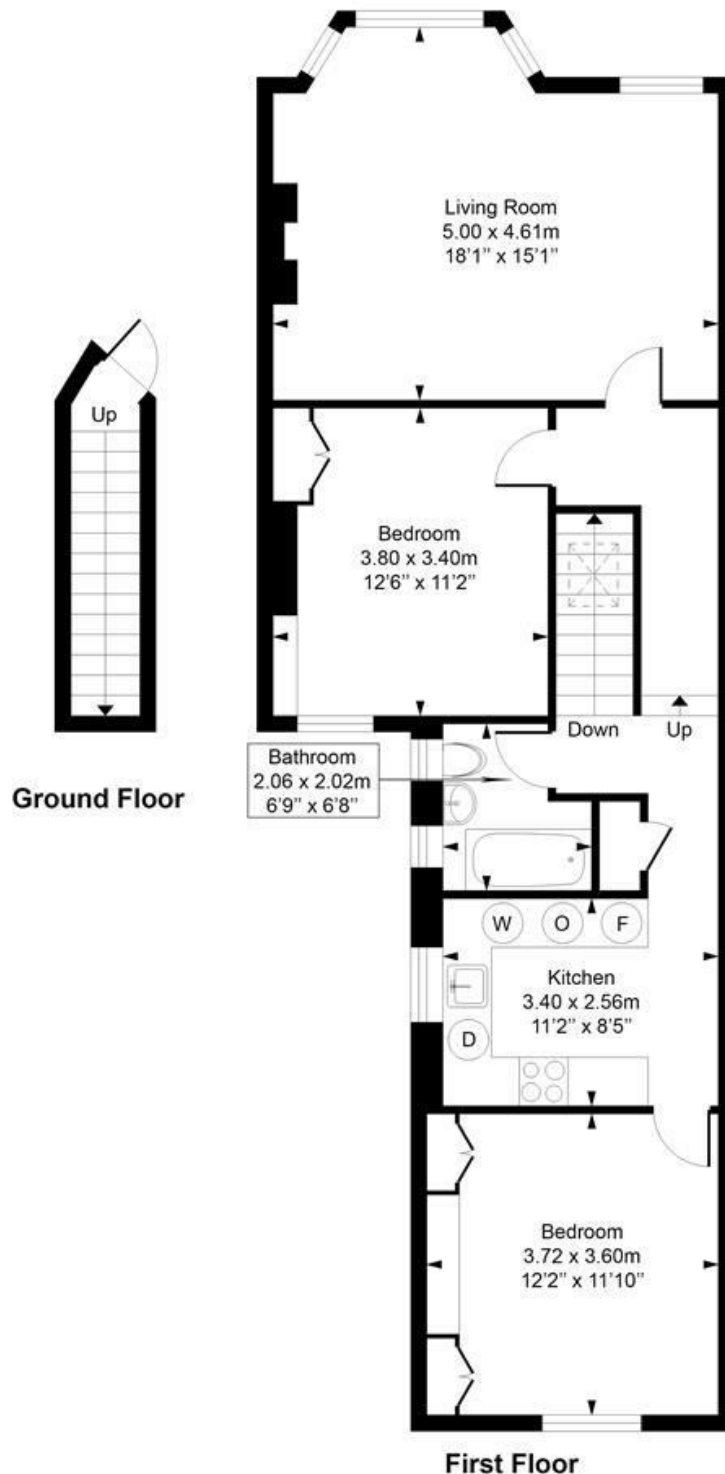 Living Room
5.00 x 4.61m
18'1'' x 15'1''
Up
Bedroom
3.80 x 3.40m
12'6'' x 11'2''
Down
Up
Bathroom
2.06 x 2.02m
6'9'' x 6'8''
Ground Floor
W
O
F
Kitchen
3.40 x 2.56m
11'2'' x 8'5''
D
Bedroom
3.72 x 3.60m
12'2'' x 11'10''
First Floor